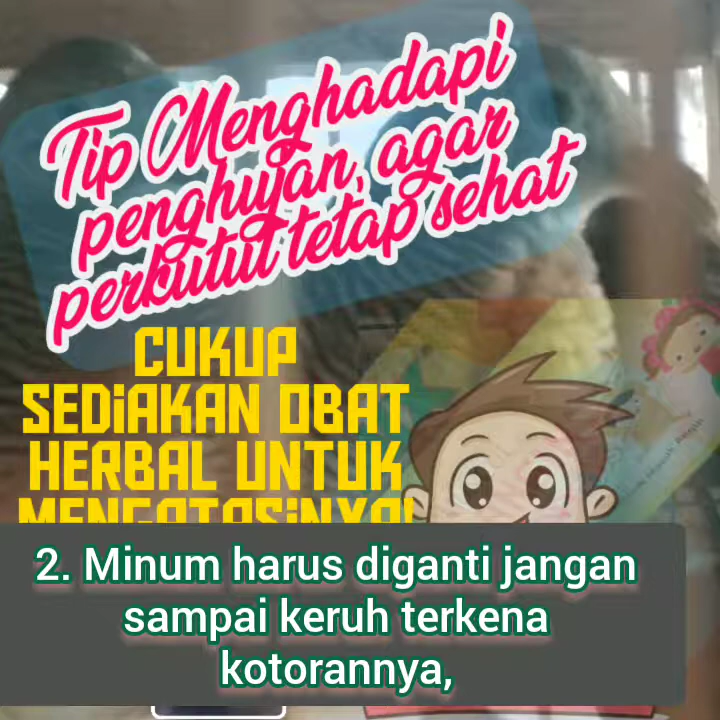 Tip Menghadapi
penghujan, agar
perkutut tetap sehat
CUKUP
SEDIAKAN OBAT
HERBAL UNTUK
MENGATASINYA!
2. Minum harus diganti jangan
sampai keruh terkena
kotorannya,